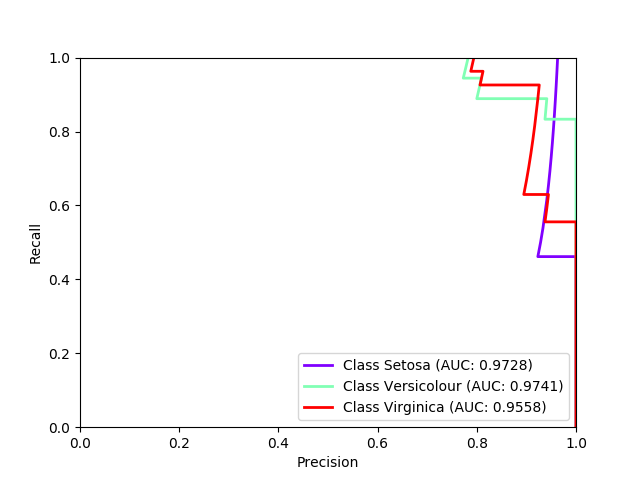 1.0
0.8
0.6
0.4
0.2
0.0
Recall
Class Setosa (AUC: 0.9728)
Class Versicolour (AUC: 0.9741)
Class Virginica (AUC: 0.9558)
0.0 0.2 0.4 0.6 0.8 1.0
Precision